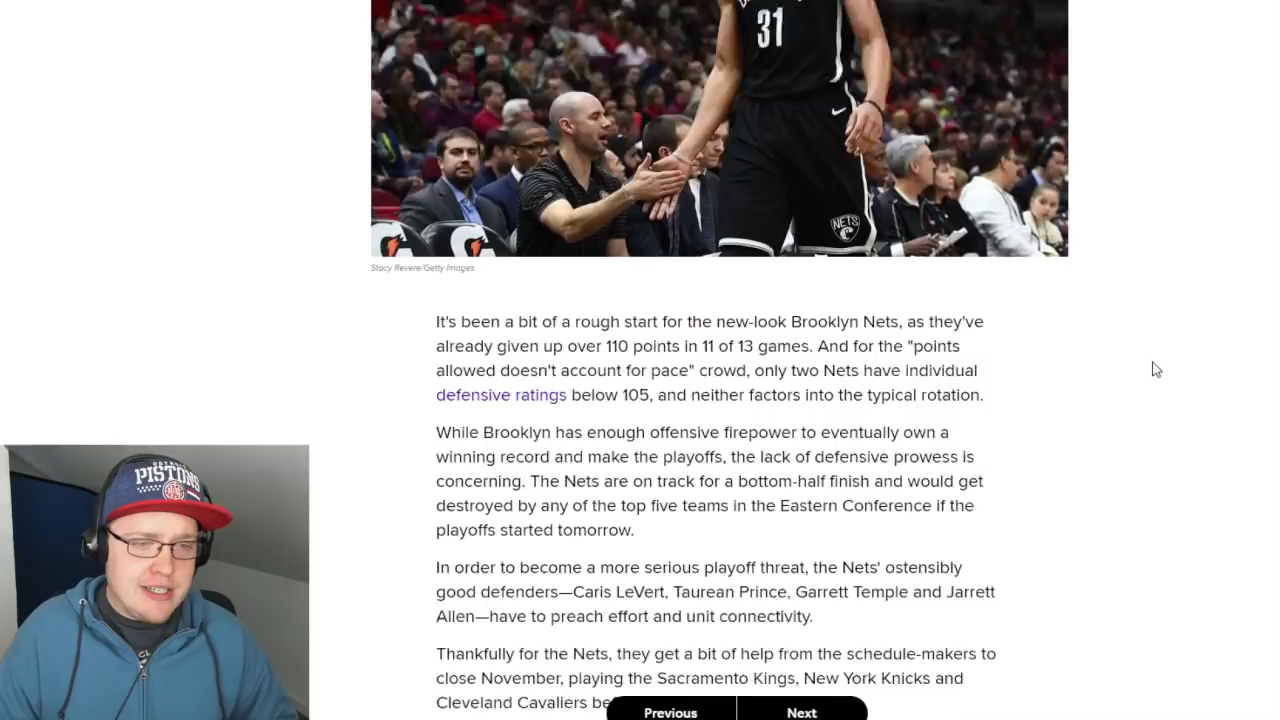 31
NETS
Stacy Revere/Getty Images
It's been a bit of a rough start for the new-look Brooklyn Nets, as they've
already given up over 110 points in 11 of 13 games. And for the "points
allowed doesn't account for pace" crowd, only two Nets have individual
defensive ratings below 105, and neither factors into the typical rotation.
While Brooklyn has enough offensive firepower to eventually own a
winning record and make the playoffs, the lack of defensive prowess is
concerning. The Nets are on track for a bottom-half finish and would get
destroyed by any of the top five teams in the Eastern Conference if the
playoffs started tomorrow.
PISTONS
In order to become a more serious playoff threat, the Nets' ostensibly
good defenders—Caris LeVert, Taurean Prince, Garrett Temple and Jarrett
Allen—have to preach effort and unit connectivity.
Thankfully for the Nets, they get a bit of help from the schedule-makers to
close November, playing the Sacramento Kings, New York Knicks and
Cleveland Cavaliers
Previous Next